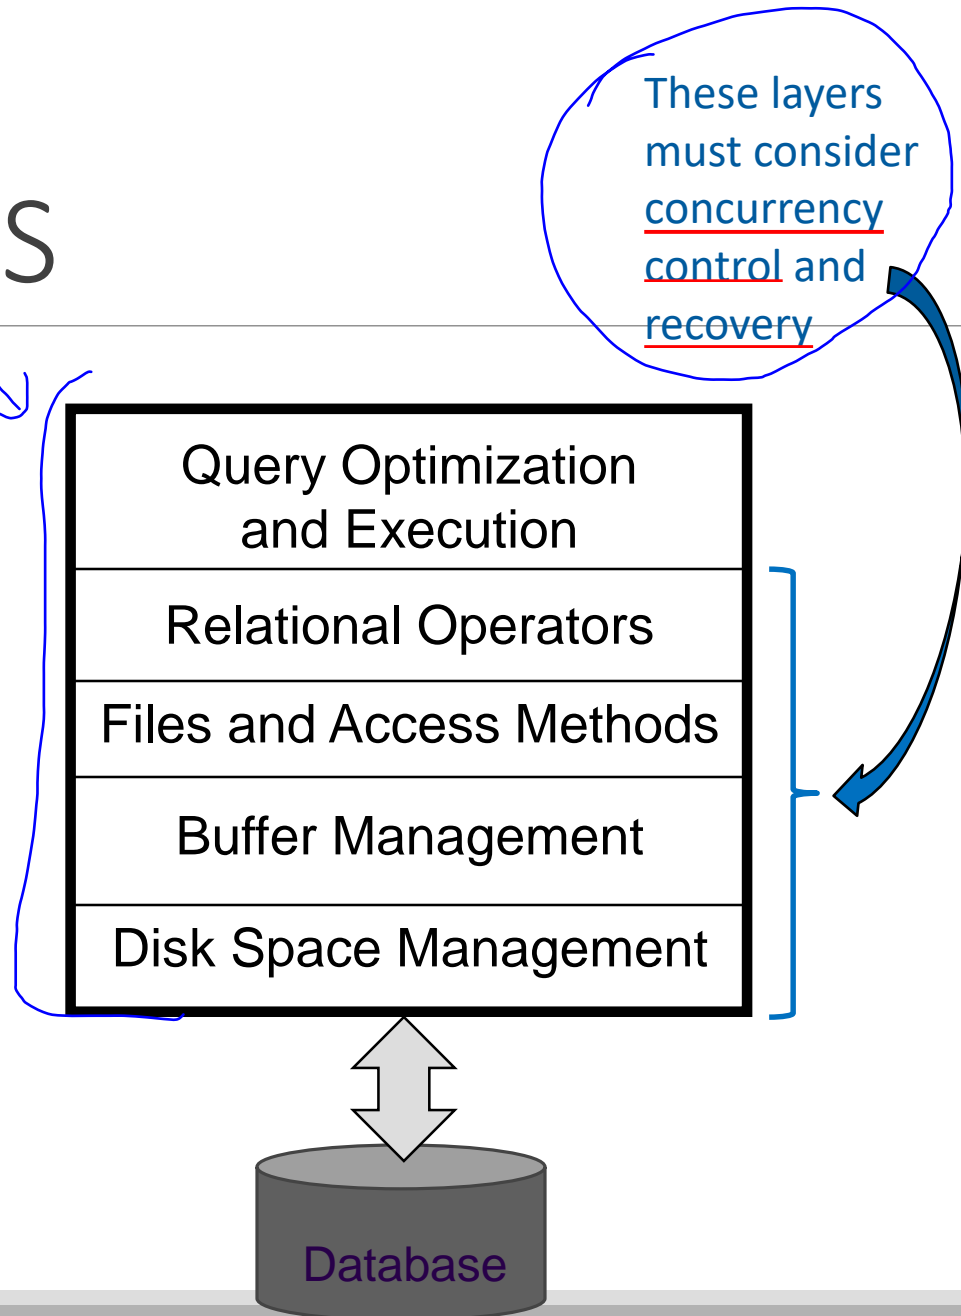 These layers
must consider
concurrency
control and
recovery
S
Query Optimization
and Execution
Relational Operators
Files and Access Methods
Buffer Management
Disk Space Management
Database